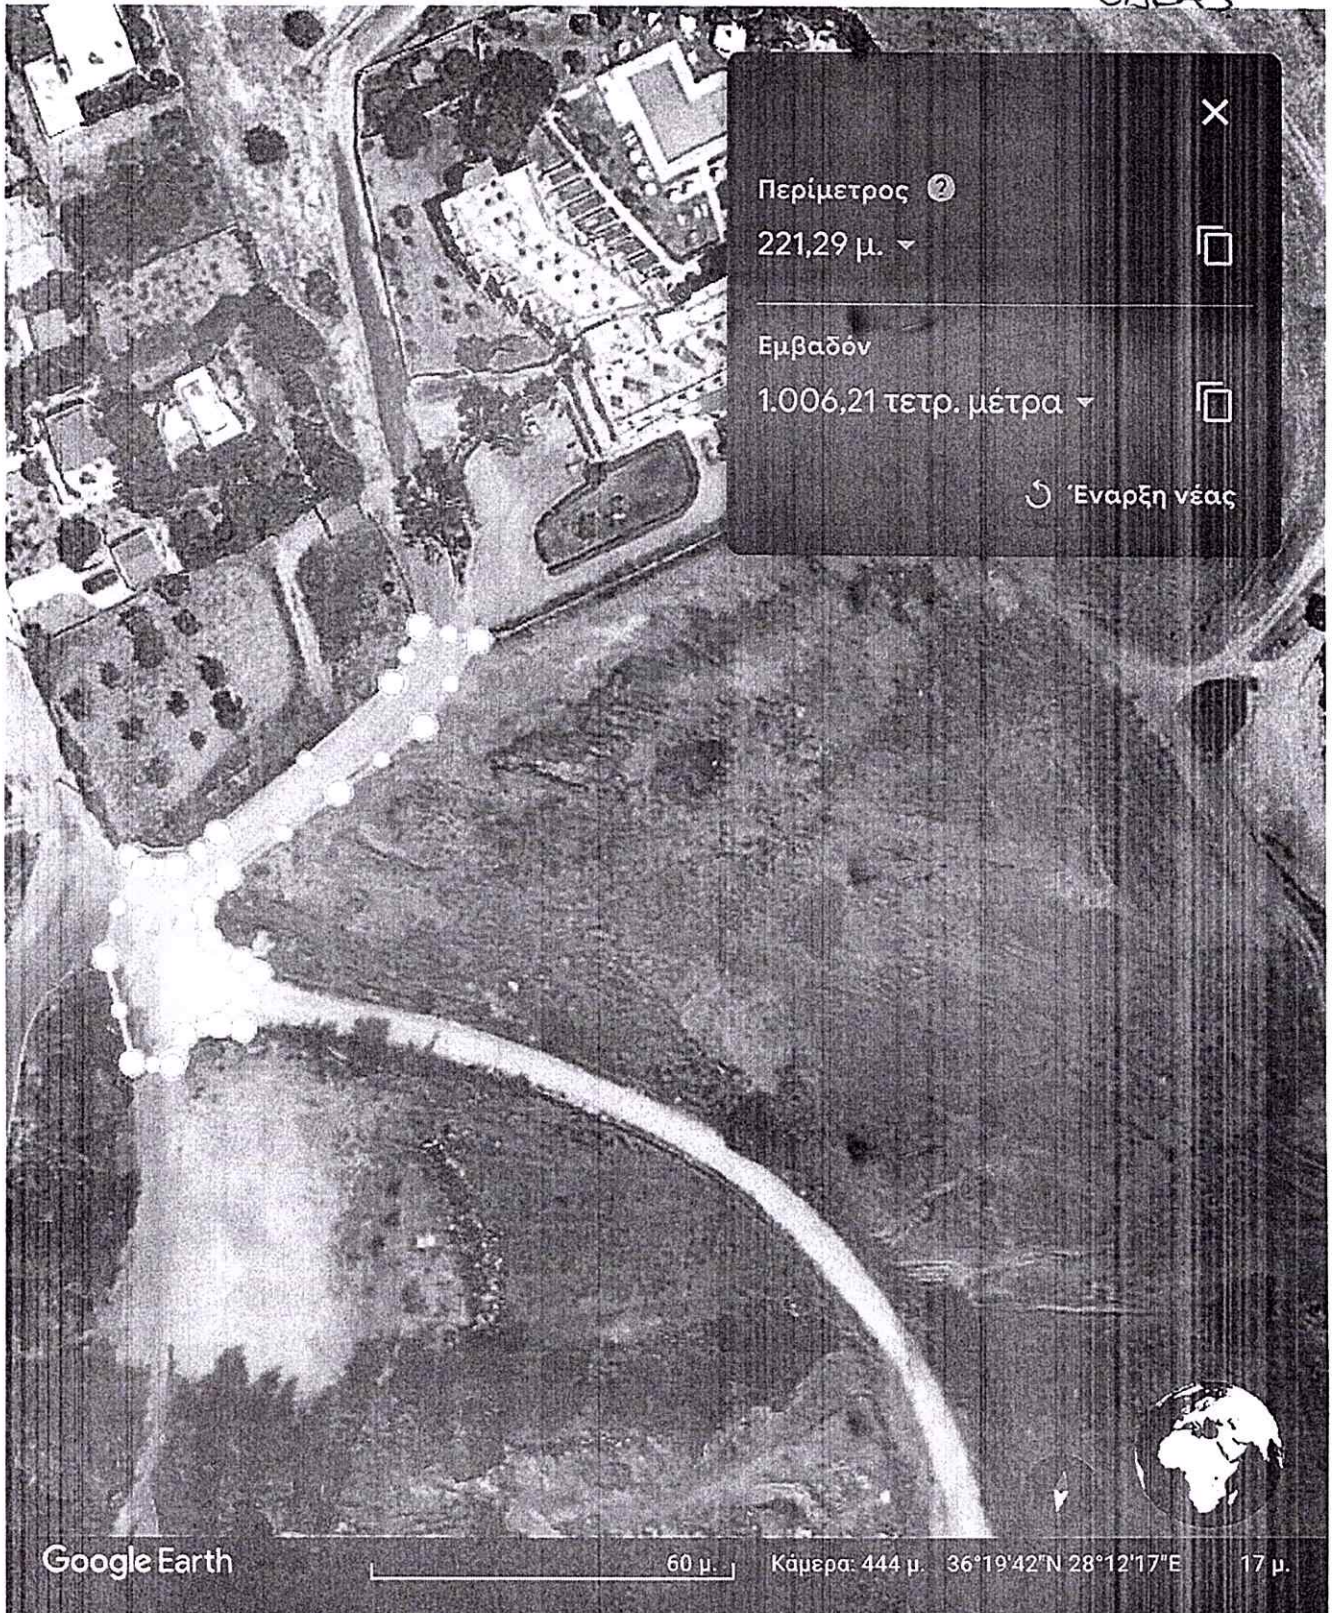 Περίμετρος ?
221,29 μ.
Εμβαδόν
1.006,21 τετρ. μέτρα
Έναρξη νέας
Google Earth
60 μ.
Κάμερα: 444 μ. 36°19'42"N 28°12'17"E 17 μ.